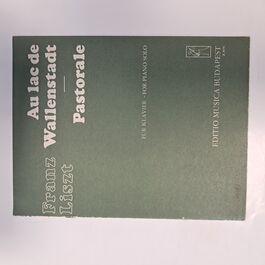 Franz
Liszt
Au lac de
Wallenstadt
Pastorale
FÜR KLAVIER - FOR PIANO SOLO
EDITIO MUSICA BUDAPEST